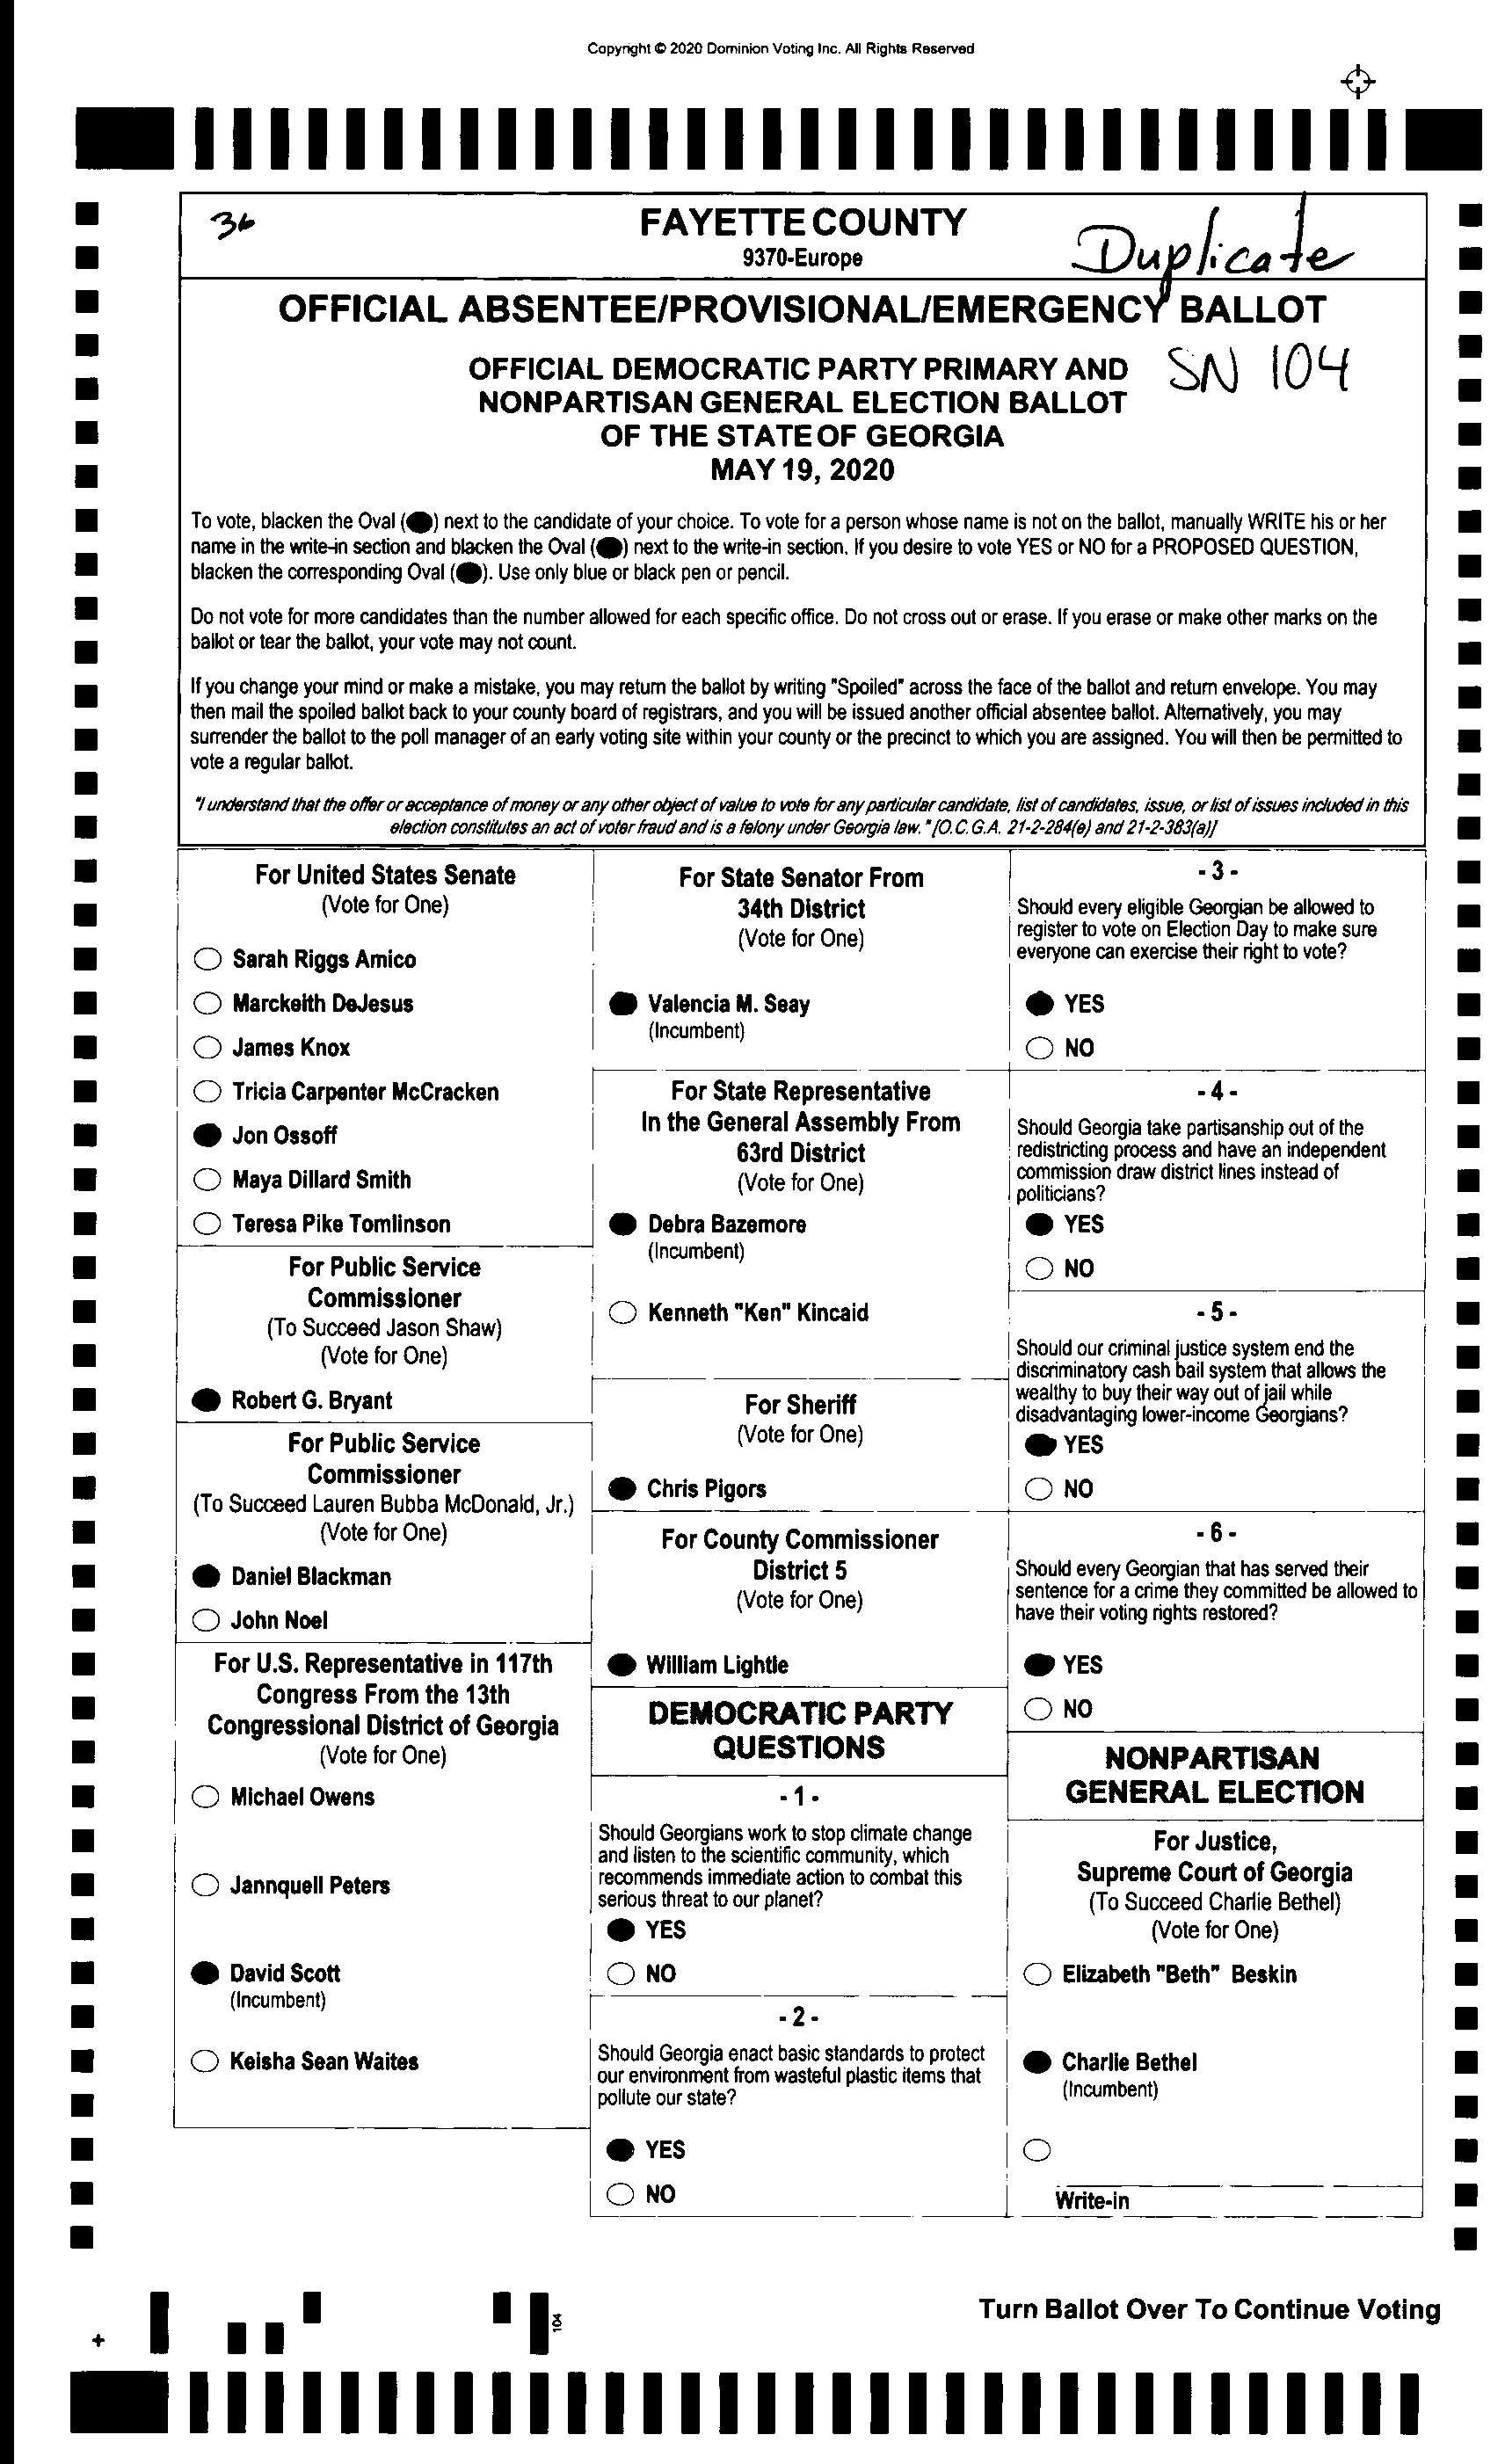 Copyright © 2020 Dominion Voting Inc. All Rights Reserved
36
FAYETTE COUNTY
9370-Europe
Duplicate
OFFICIAL ABSENTEE/PROVISIONAL/EMERGENCY BALLOT
OFFICIAL DEMOCRATIC PARTY PRIMARY AND
SN 104
NONPARTISAN GENERAL ELECTION BALLOT
OF THE STATE OF GEORGIA
MAY 19, 2020
To vote, blacken the Oval ( ) next to the candidate of your choice. To vote for a person whose name is not on the ballot, manually WRITE his or her
name in the write-in section and blacken the Oval ( ) next to the write-in section. If you desire to vote YES or NO for a PROPOSED QUESTION,
blacken the corresponding Oval ( ). Use only blue or black pen or pencil.
Do not vote for more candidates than the number allowed for each specific office. Do not cross out or erase. If you erase or make other marks on the
ballot or tear the ballot, your vote may not count.
If you change your mind or make a mistake, you may return the ballot by writing "Spoiled" across the face of the ballot and return envelope. You may
then mail the spoiled ballot back to your county board of registrars, and you will be issued another official absentee ballot. Alternatively, you may
surrender the ballot to the poll manager of an early voting site within your county or the precinct to which you are assigned. You will then be permitted to
vote a regular ballot.
"I understand that the offer or acceptance of money or any other object of value to vote for any particular candidate, list of candidates, issue, or list of issues included in this
election constitutes an act of voter fraud and is a felony under Georgia law." [O.C.G.A. 21-2-284(e) and 21-2-383(a)]
For United States Senate
(Vote for One)
Sarah Riggs Amico
Marckeith DeJesus
James Knox
Tricia Carpenter McCracken
Jon Ossoff
Maya Dillard Smith
Teresa Pike Tomlinson
For Public Service
Commissioner
(To Succeed Jason Shaw)
(Vote for One)
Robert G. Bryant
For Public Service
Commissioner
(To Succeed Lauren Bubba McDonald, Jr.)
(Vote for One)
Daniel Blackman
John Noel
For U.S. Representative in 117th
Congress From the 13th
Congressional District of Georgia
(Vote for One)
Michael Owens
Jannquell Peters
David Scott
(Incumbent)
Keisha Sean Waites
For State Senator From
34th District
(Vote for One)
Valencia M. Seay
(Incumbent)
For State Representative
In the General Assembly From
63rd District
(Vote for One)
Debra Bazemore
(Incumbent)
Kenneth "Ken" Kincaid
For Sheriff
(Vote for One)
Chris Pigors
For County Commissioner
District 5
(Vote for One)
William Lightle
DEMOCRATIC PARTY
QUESTIONS
- 1 -
Should Georgians work to stop climate change
and listen to the scientific community, which
recommends immediate action to combat this
serious threat to our planet?
YES
NO
- 2 -
Should Georgia enact basic standards to protect
our environment from wasteful plastic items that
pollute our state?
YES
NO
- 3 -
Should every eligible Georgian be allowed to
register to vote on Election Day to make sure
everyone can exercise their right to vote?
YES
NO
- 4 -
Should Georgia take partisanship out of the
redistricting process and have an independent
commission draw district lines instead of
politicians?
YES
NO
- 5 -
Should our criminal justice system end the
discriminatory cash bail system that allows the
wealthy to buy their way out of jail while
disadvantaging lower-income Georgians?
YES
NO
- 6 -
Should every Georgian that has served their
sentence for a crime they committed be allowed to
have their voting rights restored?
YES
NO
NONPARTISAN
GENERAL ELECTION
For Justice,
Supreme Court of Georgia
(To Succeed Charlie Bethel)
(Vote for One)
Elizabeth "Beth" Beskin
Charlie Bethel
(Incumbent)
Write-in
104
Turn Ballot Over To Continue Voting